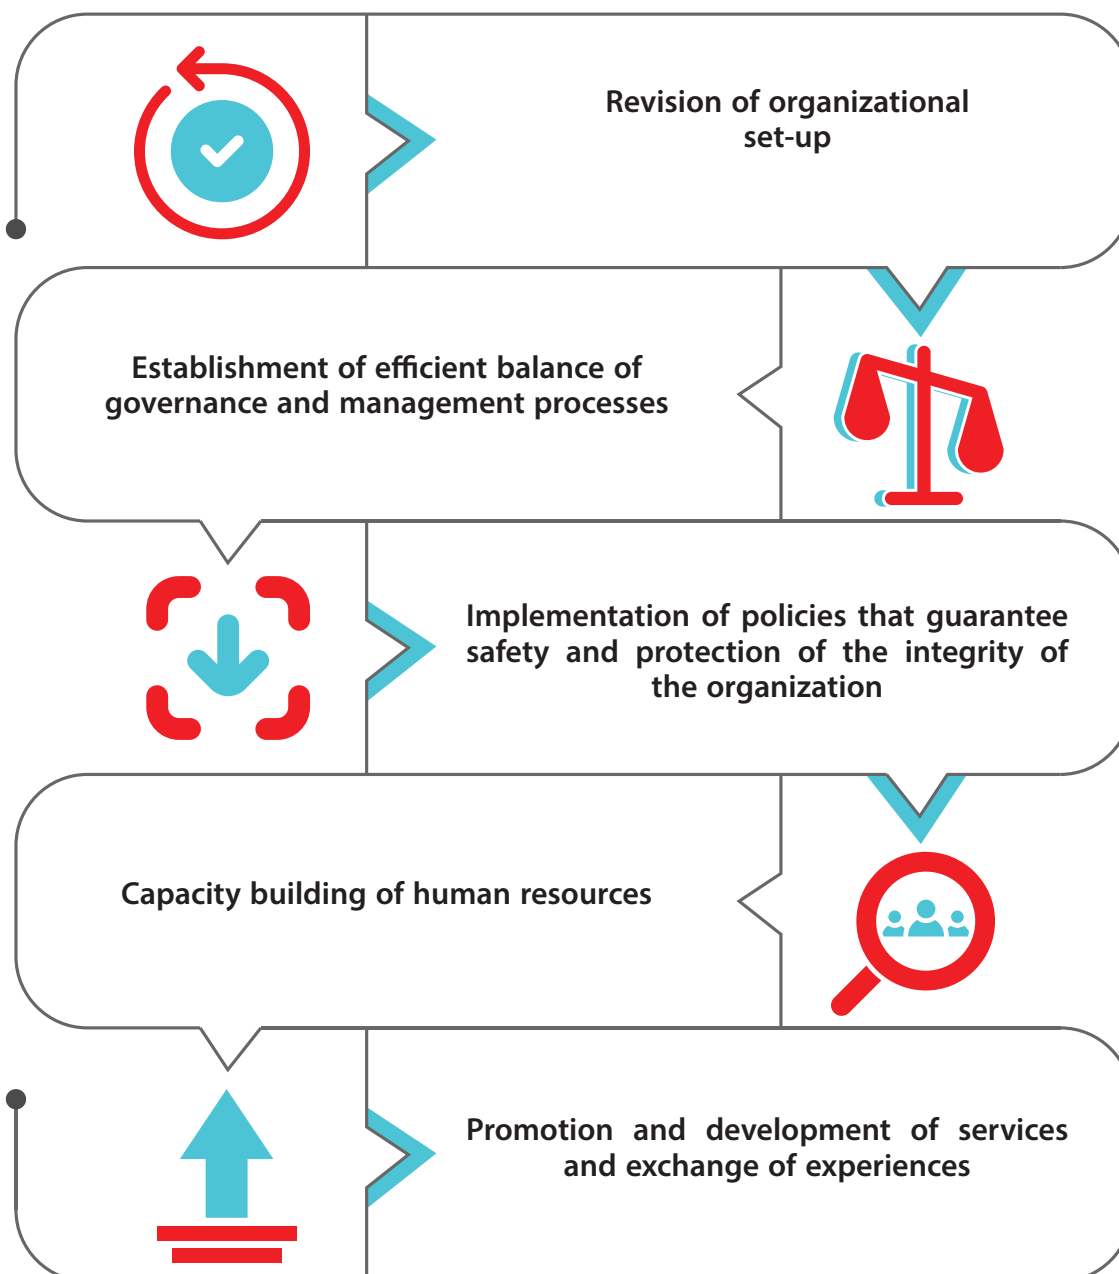 Revision of organizational
set-up
Establishment of efficient balance of
governance and management processes
Implementation of policies that guarantee
safety and protection of the integrity of
the organization
Capacity building of human resources
Promotion and development of services
and exchange of experiences